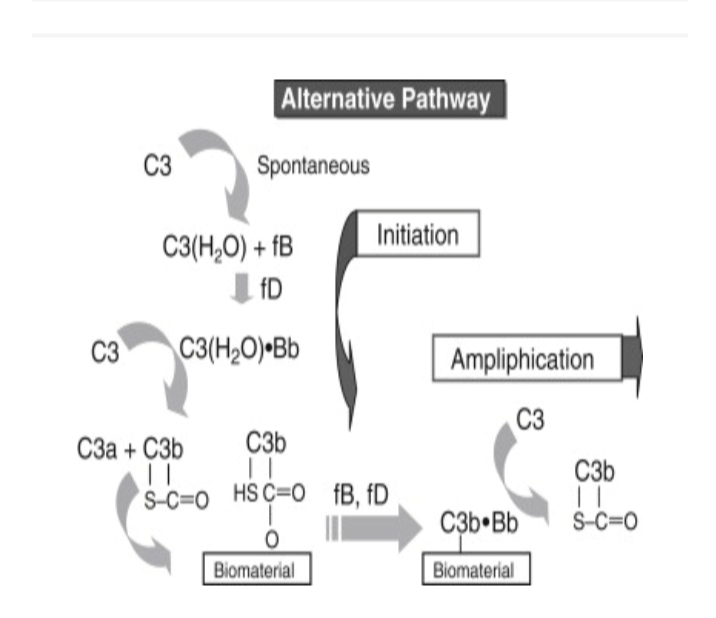 Alternative Pathway
C3
Spontaneous
C3(H₂O) + fB
Initiation
fD
C3
C3(H₂O)•Bb
Ampliphication
C3
C3a + C3b
S–C=O
C3b
HS C=O
O
Biomaterial
fB, fD
C3b•Bb
Biomaterial
C3b
S–C=O